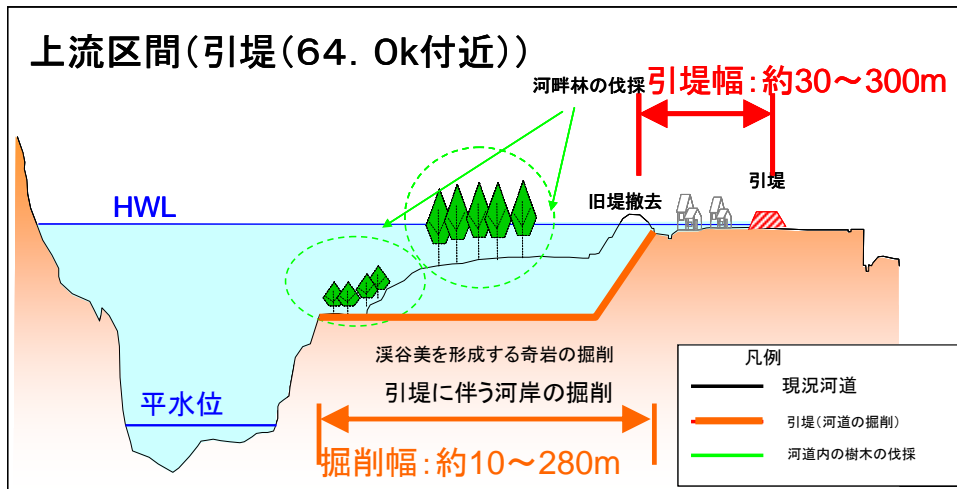 上流区間(引堤(64．0k付近))
河畔林の伐採
引堤幅：約30～300m
引堤
旧堤撤去
HWL
平水位
渓谷美を形成する奇岩の掘削
引堤に伴う河岸の掘削
掘削幅：約10～280m
凡例
現況河道
引堤(河道の掘削)
河道内の樹木の伐採